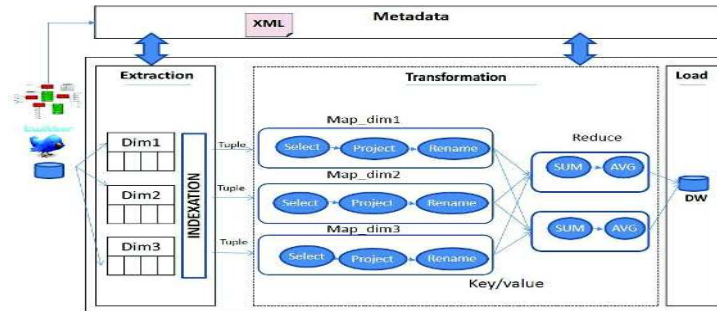 Metadata
XML
Extraction
Transformation
Load
Dim1
Dim2
Dim3
INDEXATION
Tuple
Tuple
Tuple
Map_dim1
Select
Project
Rename
Map_dim2
Select
Project
Rename
Map_dim3
Select
Project
Rename
Reduce
SUM
AVG
SUM
AVG
Key/value
DW